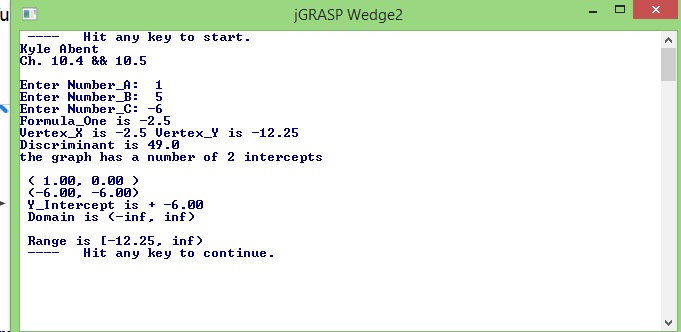 jGRASP Wedge2
---- Hit any key to start.
Kyle Abent
Ch. 10.4 && 10.5
Enter Number_A: 1
Enter Number_B: 5
Enter Number_C: -6
Formula_One is -2.5
Vertex_X is -2.5 Vertex_Y is -12.25
Discriminant is 49.0
the graph has a number of 2 intercepts
( 1.00, 0.00 )
(-6.00, -6.00)
Y_Intercept is + -6.00
Domain is (-inf, inf)
Range is [-12.25, inf)
---- Hit any key to continue.